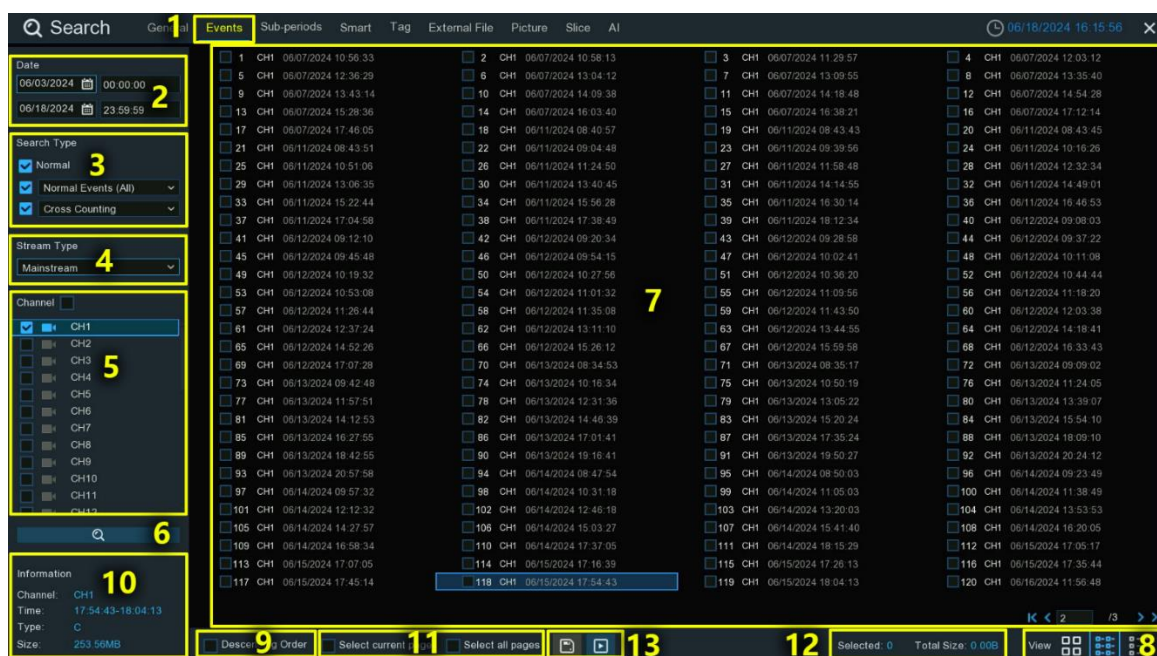 Search General 1 Events Sub-periods Smart Tag External File Picture Slice AI 06/18/2024 16:15:56
Date
06/03/2024 00:00:00
2
06/18/2024 23:59:59
Search Type
Normal 3
Normal Events (All)
Cross Counting
Stream Type
Mainstream 4
Channel
CH1
CH2
CH3
CH4
5
CH5
CH6
CH7
CH8
CH9
CH10
CH11
CH12
6
Information
10
Channel: CH1
Time: 17:54:43-18:04:13
Type: C
Size: 253.56MB
1 CH1 06/07/2024 10:56:33 2 CH1 06/07/2024 10:58:13 3 CH1 06/07/2024 11:29:57 4 CH1 06/07/2024 12:03:12
5 CH1 06/07/2024 12:36:29 6 CH1 06/07/2024 13:04:12 7 CH1 06/07/2024 13:09:55 8 CH1 06/07/2024 13:35:40
9 CH1 06/07/2024 13:43:14 10 CH1 06/07/2024 14:09:38 11 CH1 06/07/2024 14:18:48 12 CH1 06/07/2024 14:54:28
13 CH1 06/07/2024 15:28:36 14 CH1 06/07/2024 16:03:40 15 CH1 06/07/2024 16:38:21 16 CH1 06/07/2024 17:12:14
17 CH1 06/07/2024 17:46:05 18 CH1 06/11/2024 08:40:57 19 CH1 06/11/2024 08:43:43 20 CH1 06/11/2024 08:43:45
21 CH1 06/11/2024 08:43:51 22 CH1 06/11/2024 09:04:48 23 CH1 06/11/2024 09:39:56 24 CH1 06/11/2024 10:16:26
25 CH1 06/11/2024 10:51:06 26 CH1 06/11/2024 11:24:50 27 CH1 06/11/2024 11:58:48 28 CH1 06/11/2024 12:32:34
29 CH1 06/11/2024 13:06:35 30 CH1 06/11/2024 13:40:45 31 CH1 06/11/2024 14:14:55 32 CH1 06/11/2024 14:49:01
33 CH1 06/11/2024 15:22:44 34 CH1 06/11/2024 15:56:28 35 CH1 06/11/2024 16:30:14 36 CH1 06/11/2024 16:46:53
37 CH1 06/11/2024 17:04:58 38 CH1 06/11/2024 17:38:49 39 CH1 06/11/2024 18:12:34 40 CH1 06/12/2024 09:08:03
41 CH1 06/12/2024 09:12:10 42 CH1 06/12/2024 09:20:34 43 CH1 06/12/2024 09:28:58 44 CH1 06/12/2024 09:37:22
45 CH1 06/12/2024 09:45:48 46 CH1 06/12/2024 09:54:15 47 CH1 06/12/2024 10:02:41 48 CH1 06/12/2024 10:11:08
49 CH1 06/12/2024 10:19:32 50 CH1 06/12/2024 10:27:56 51 CH1 06/12/2024 10:36:20 52 CH1 06/12/2024 10:44:44
53 CH1 06/12/2024 10:53:08 54 CH1 06/12/2024 11:01:32 55 CH1 06/12/2024 11:09:56 56 CH1 06/12/2024 11:18:20
7
57 CH1 06/12/2024 11:26:44 58 CH1 06/12/2024 11:35:08 59 CH1 06/12/2024 11:43:50 60 CH1 06/12/2024 12:03:38
61 CH1 06/12/2024 12:37:24 62 CH1 06/12/2024 13:11:10 63 CH1 06/12/2024 13:44:55 64 CH1 06/12/2024 14:18:41
65 CH1 06/12/2024 14:52:26 66 CH1 06/12/2024 15:26:12 67 CH1 06/12/2024 15:59:58 68 CH1 06/12/2024 16:33:43
69 CH1 06/12/2024 17:07:28 70 CH1 06/13/2024 08:34:53 71 CH1 06/13/2024 08:35:17 72 CH1 06/13/2024 09:09:02
73 CH1 06/13/2024 09:42:48 74 CH1 06/13/2024 10:16:34 75 CH1 06/13/2024 10:50:19 76 CH1 06/13/2024 11:24:05
77 CH1 06/13/2024 11:57:51 78 CH1 06/13/2024 12:31:36 79 CH1 06/13/2024 13:05:22 80 CH1 06/13/2024 13:39:07
81 CH1 06/13/2024 14:12:53 82 CH1 06/13/2024 14:46:39 83 CH1 06/13/2024 15:20:24 84 CH1 06/13/2024 15:54:10
85 CH1 06/13/2024 16:27:55 86 CH1 06/13/2024 17:01:41 87 CH1 06/13/2024 17:35:24 88 CH1 06/13/2024 18:09:10
89 CH1 06/13/2024 18:42:55 90 CH1 06/13/2024 19:16:41 91 CH1 06/13/2024 19:50:27 92 CH1 06/13/2024 20:24:12
93 CH1 06/13/2024 20:57:58 94 CH1 06/14/2024 08:47:54 95 CH1 06/14/2024 08:50:03 96 CH1 06/14/2024 09:23:49
97 CH1 06/14/2024 09:57:32 98 CH1 06/14/2024 10:31:18 99 CH1 06/14/2024 11:05:03 100 CH1 06/14/2024 11:38:49
101 CH1 06/14/2024 12:12:32 102 CH1 06/14/2024 12:46:18 103 CH1 06/14/2024 13:20:03 104 CH1 06/14/2024 13:53:53
105 CH1 06/14/2024 14:27:57 106 CH1 06/14/2024 15:03:27 107 CH1 06/14/2024 15:41:48 108 CH1 06/14/2024 16:20:05
109 CH1 06/14/2024 16:58:34 110 CH1 06/14/2024 17:37:05 111 CH1 06/14/2024 18:15:29 112 CH1 06/15/2024 17:05:17
113 CH1 06/15/2024 17:07:05 114 CH1 06/15/2024 17:16:39 115 CH1 06/15/2024 17:26:13 116 CH1 06/15/2024 17:35:44
117 CH1 06/15/2024 17:45:14 118 CH1 06/15/2024 17:54:43 119 CH1 06/15/2024 18:04:13 120 CH1 06/16/2024 11:56:48
2 /3
9 Order Select current 11 Select all pages 13 12 Selected: 0 Total Size: 0.00B View 8